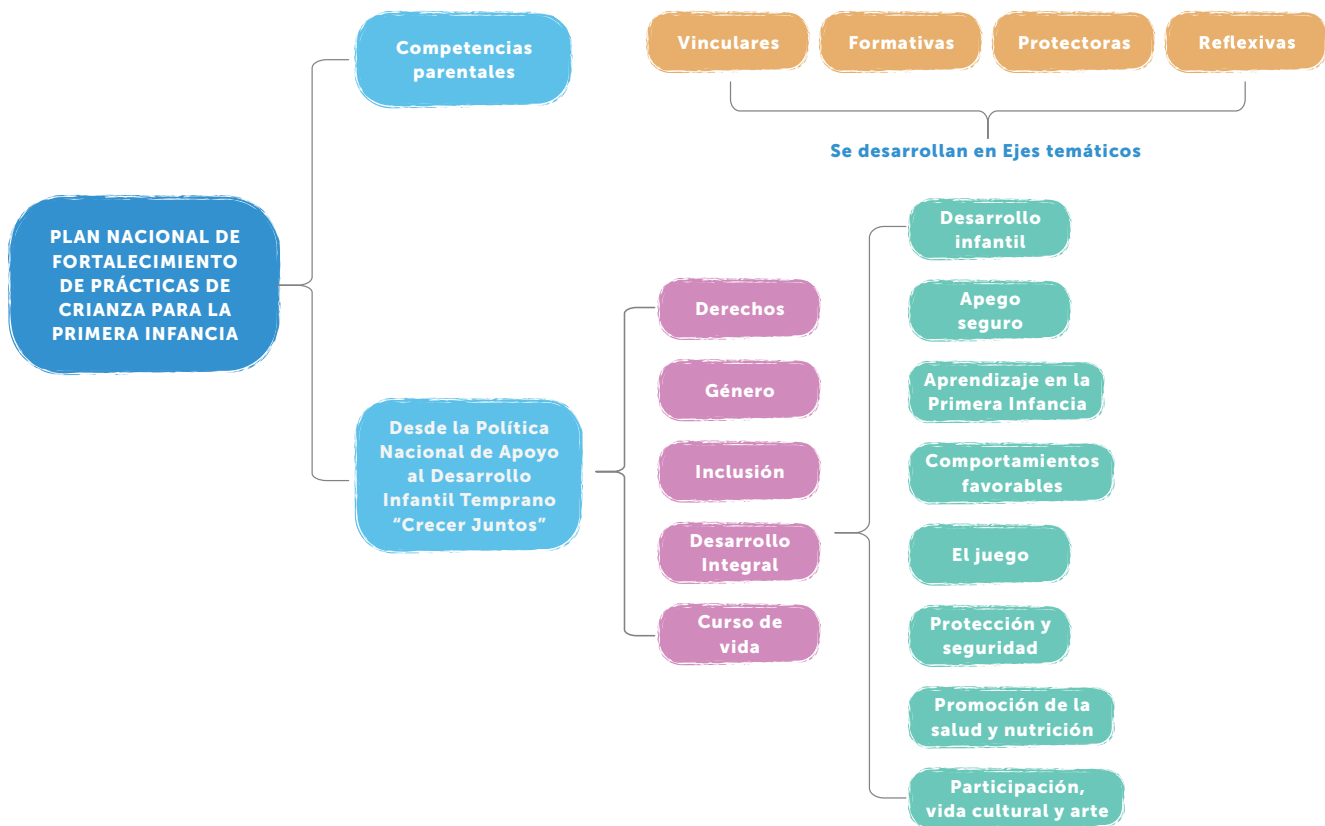 PLAN NACIONAL DE
FORTALECIMIENTO
DE PRÁCTICAS DE
CRIANZA PARA LA
PRIMERA INFANCIA
Competencias
parentales
Vinculares
Formativas
Protectoras
Reflexivas
Se desarrollan en Ejes temáticos
Desde la Política
Nacional de Apoyo
al Desarrollo
Infantil Temprano
“Crecer Juntos”
Derechos
Género
Inclusión
Desarrollo
Integral
Curso de
vida
Desarrollo
infantil
Apego
seguro
Aprendizaje en la
Primera Infancia
Comportamientos
favorables
El juego
Protección y
seguridad
Promoción de la
salud y nutrición
Participación,
vida cultural y arte